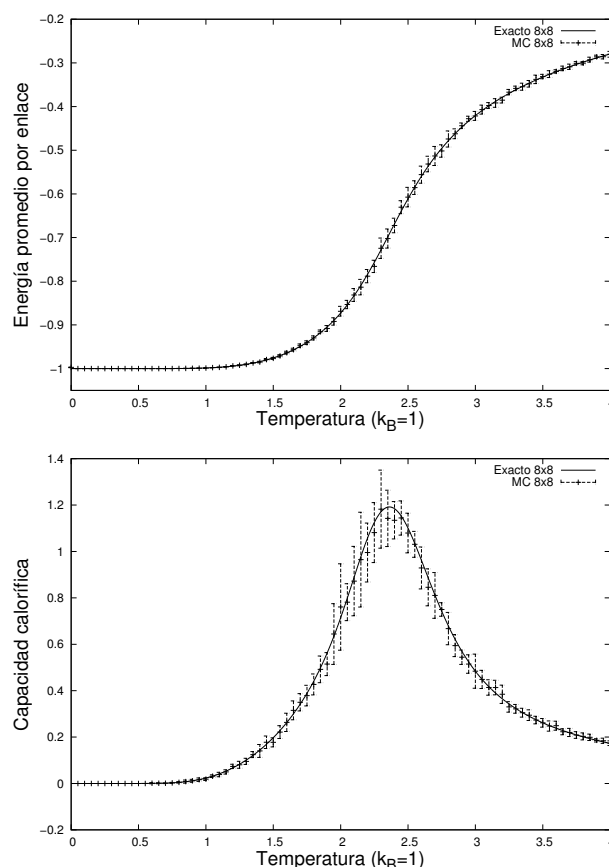 -0.2
-0.3
-0.4
-0.5
-0.6
-0.7
-0.8
-0.9
-1
Energía promedio por enlace
Exacto 8x8
MC 8x8
0 0.5 1 1.5 2 2.5 3 3.5 4
Temperatura (k_B=1)
1.4
1.2
1
0.8
0.6
0.4
0.2
0
-0.2
Capacidad calorífica
Exacto 8x8
MC 8x8
0 0.5 1 1.5 2 2.5 3 3.5 4
Temperatura (k_B=1)